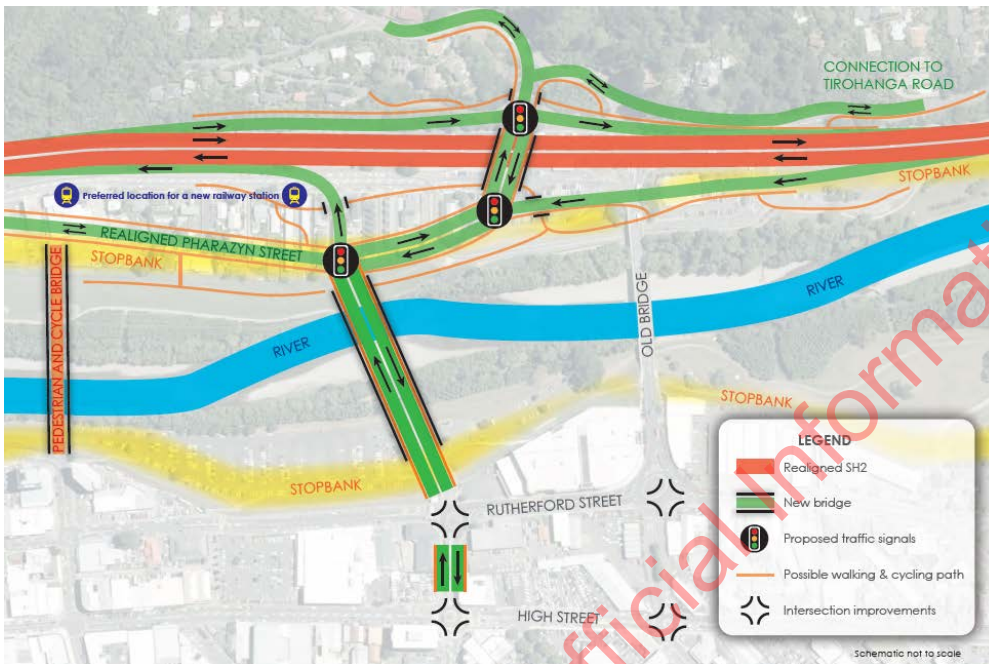 CONNECTION TO
TIROHANGA ROAD
STOPBANK
Preferred location for a new railway station
REALIGNED PHARAZYN STREET
STOPBANK
PEDESTRIAN AND CYCLE BRIDGE
RIVER
RIVER
OLD BRIDGE
STOPBANK
STOPBANK
RUTHERFORD STREET
HIGH STREET
LEGEND
Realigned SH2
New bridge
Proposed traffic signals
Possible walking & cycling path
Intersection improvements
Schematic not to scale
fficial Informati